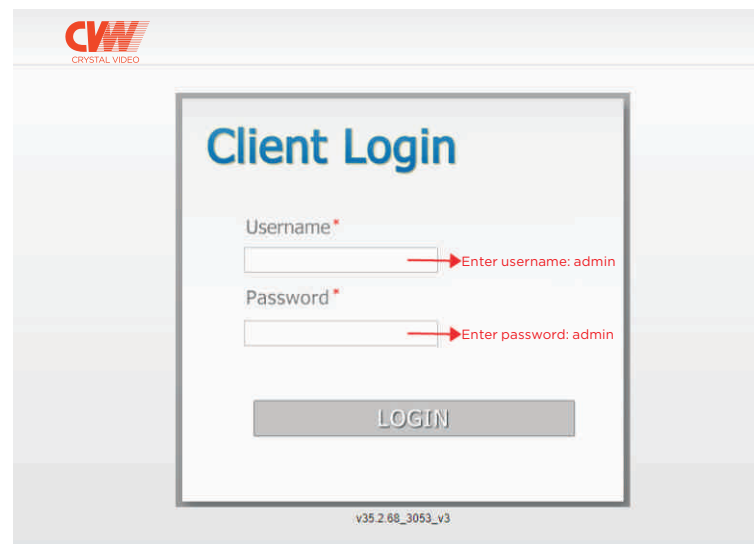 CVW
CRYSTAL VIDEO
Client Login
Username*
Enter username: admin
Password*
Enter password: admin
LOGIN
v35.2.68_3053_v3